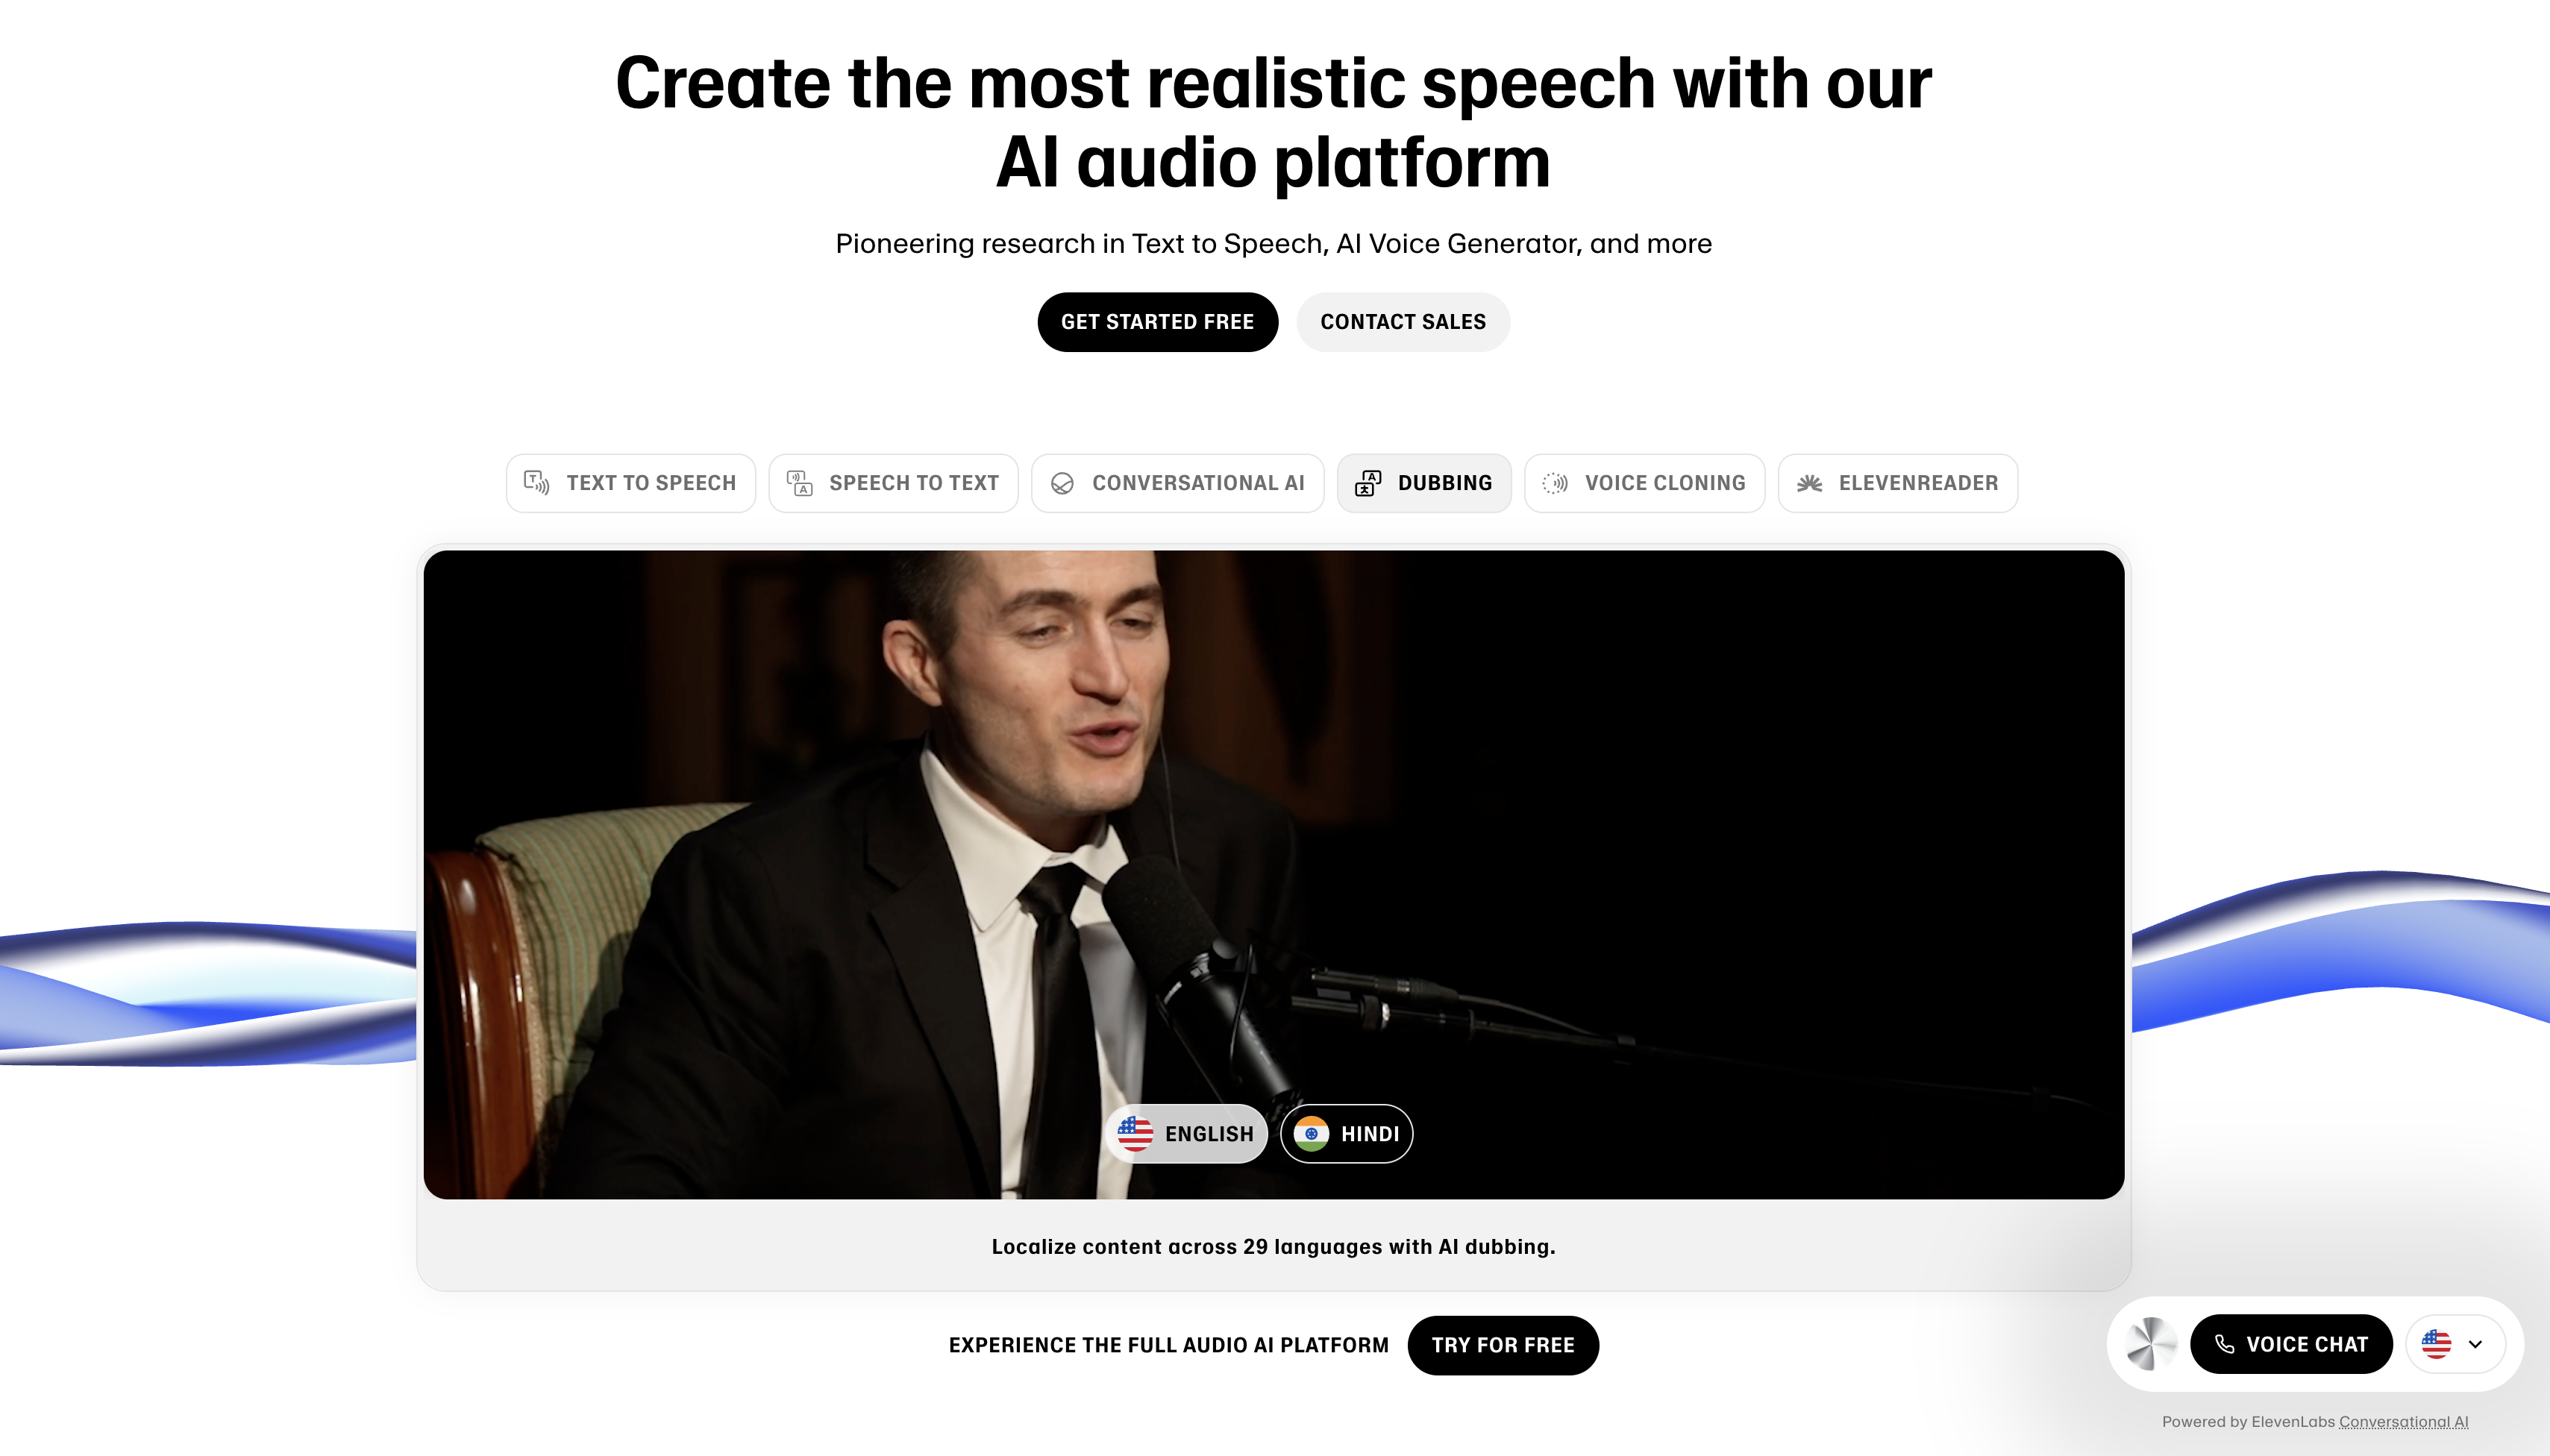 Create the most realistic speech with our
AI audio platform
Pioneering research in Text to Speech, AI Voice Generator, and more
GET STARTED FREE
CONTACT SALES
TEXT TO SPEECH
SPEECH TO TEXT
CONVERSATIONAL AI
DUBBING
VOICE CLONING
ELEVENREADER
ENGLISH
HINDI
Localize content across 29 languages with AI dubbing.
EXPERIENCE THE FULL AUDIO AI PLATFORM
TRY FOR FREE
VOICE CHAT
Powered by ElevenLabs Conversational AI